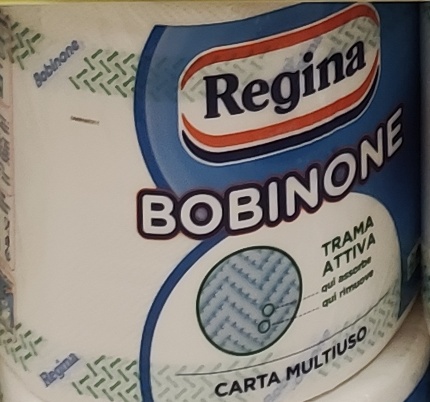 Bobinone
Regina
BOBINONE
TRAMA
ATTIVA
qui assorbe
qui rimuove
Regina
CARTA MULTIUSO